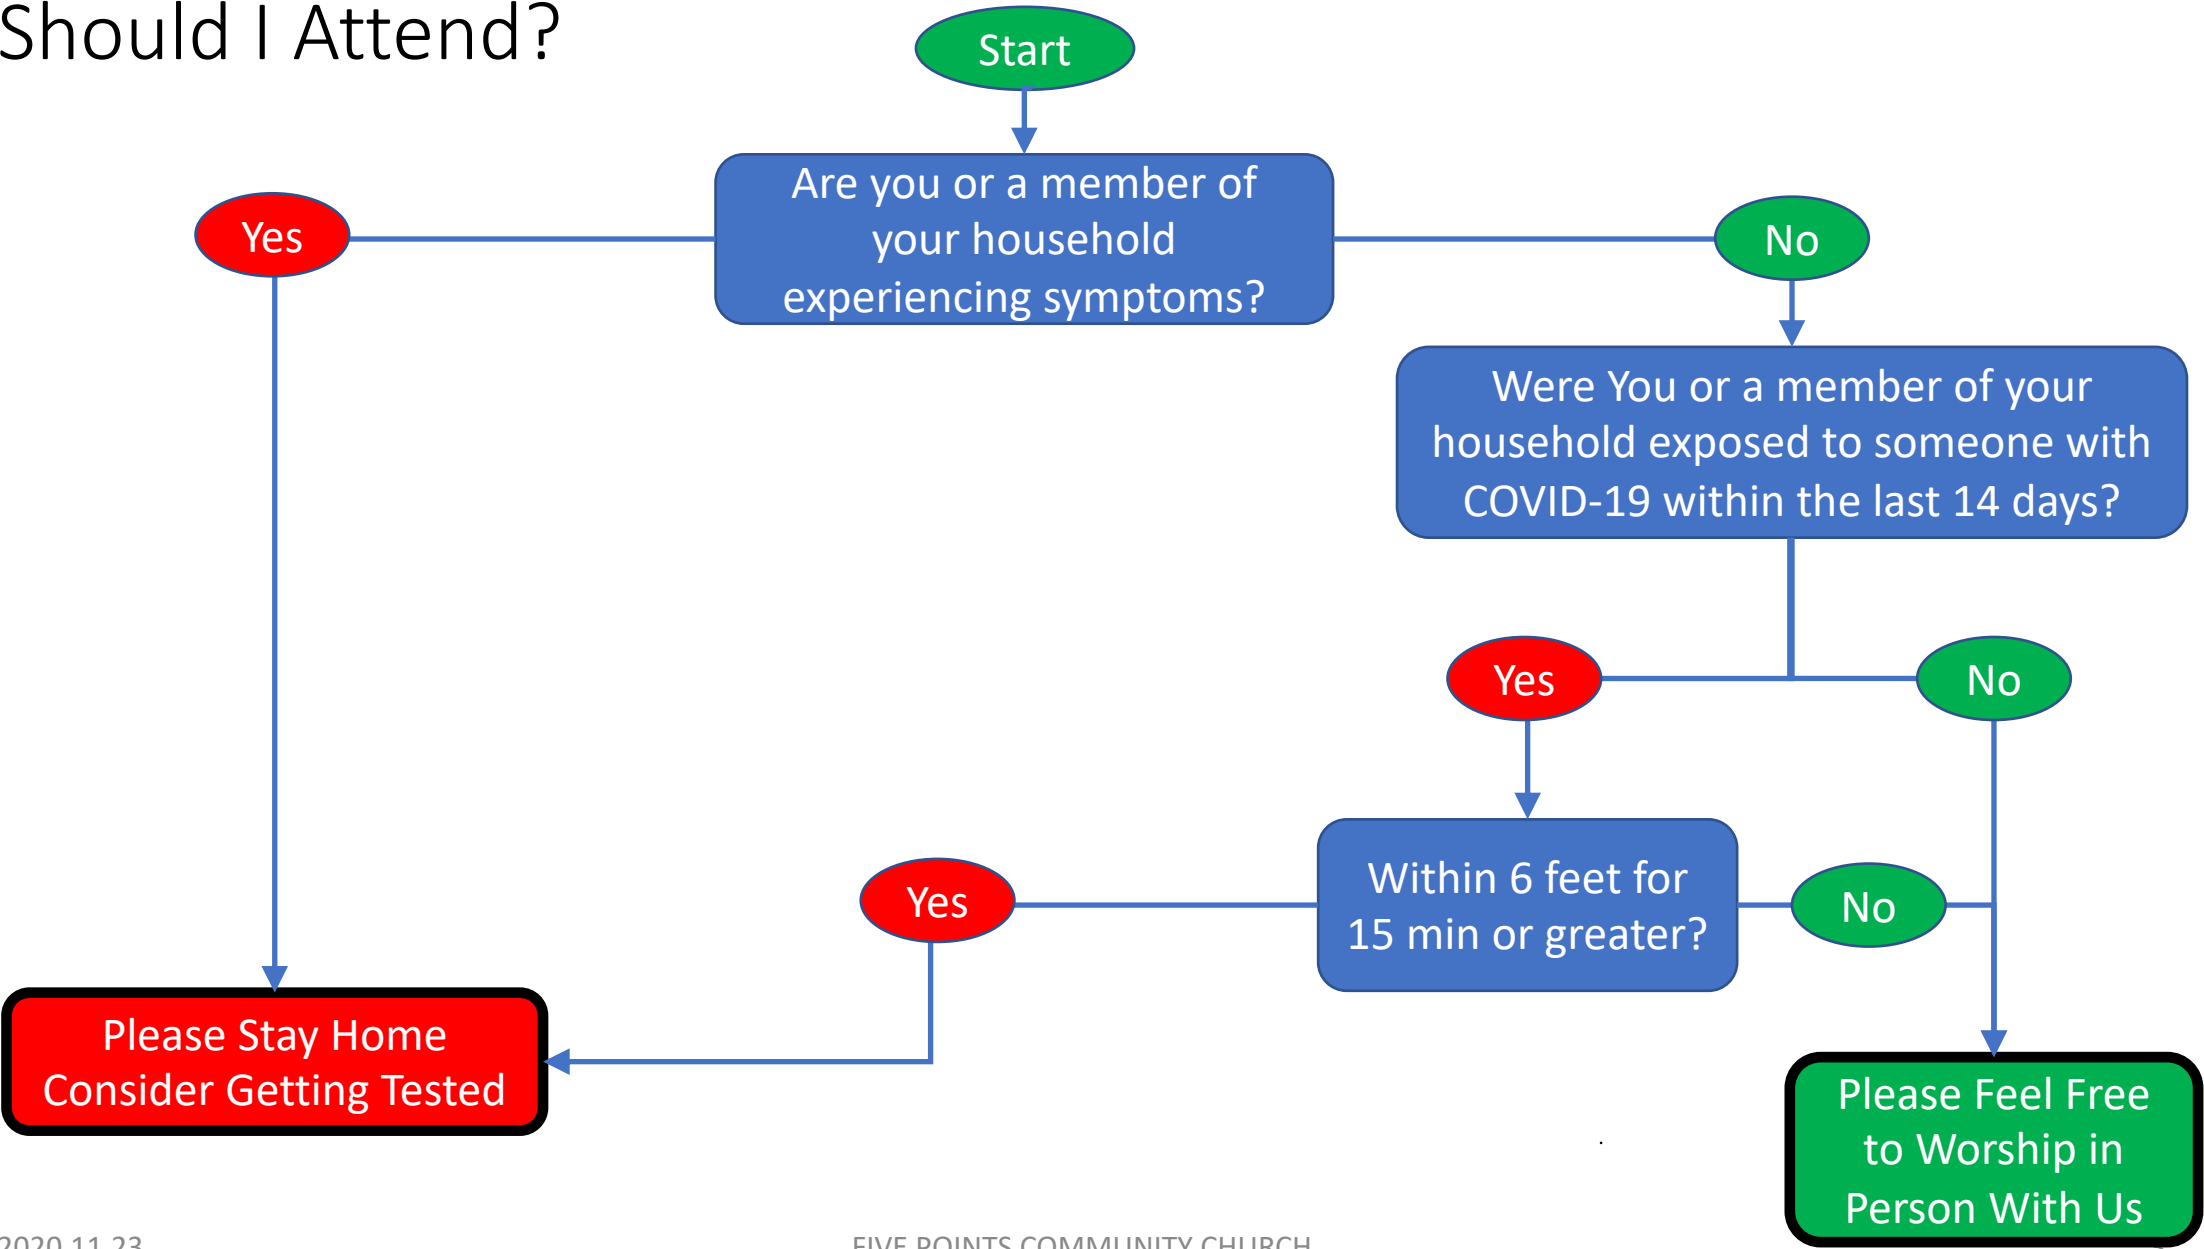 Should I Attend?
Start
Are you or a member of
your household
experiencing symptoms?
Yes
No
Were You or a member of your
household exposed to someone with
COVID-19 within the last 14 days?
Yes
No
Within 6 feet for
15 min or greater?
Yes
No
Please Stay Home
Consider Getting Tested
Please Feel Free
to Worship in
Person With Us
.
2020.11.23
FIVE POINTS COMMUNITY CHURCH